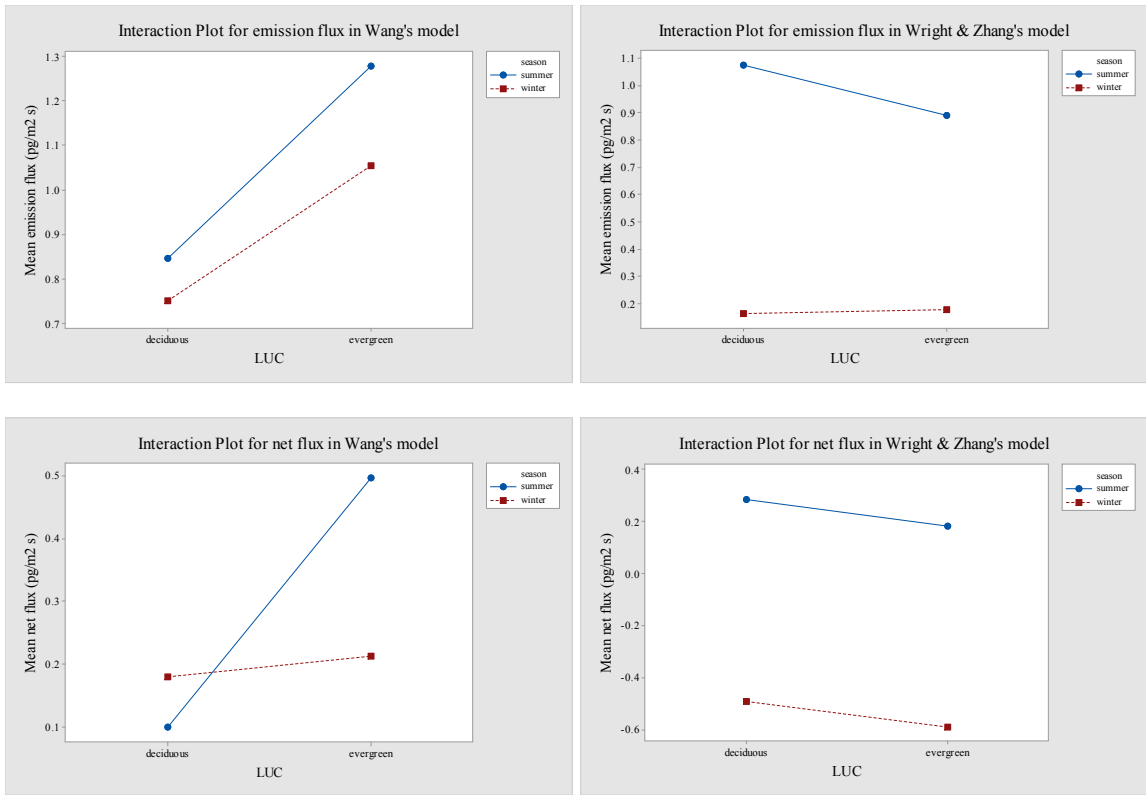 Interaction Plot for emission flux in Wang's model
season
summer
winter
Mean emission flux (pg/m2 s)
1.3
1.2
1.1
1.0
0.9
0.8
0.7
deciduous evergreen
LUC
Interaction Plot for emission flux in Wright & Zhang's model
season
summer
winter
Mean emission flux (pg/m2 s)
1.1
1.0
0.9
0.8
0.7
0.6
0.5
0.4
0.3
0.2
deciduous evergreen
LUC
Interaction Plot for net flux in Wang's model
season
summer
winter
Mean net flux (pg/m2 s)
0.5
0.4
0.3
0.2
0.1
deciduous evergreen
LUC
Interaction Plot for net flux in Wright & Zhang's model
season
summer
winter
Mean net flux (pg/m2 s)
0.4
0.2
0.0
-0.2
-0.4
-0.6
deciduous evergreen
LUC